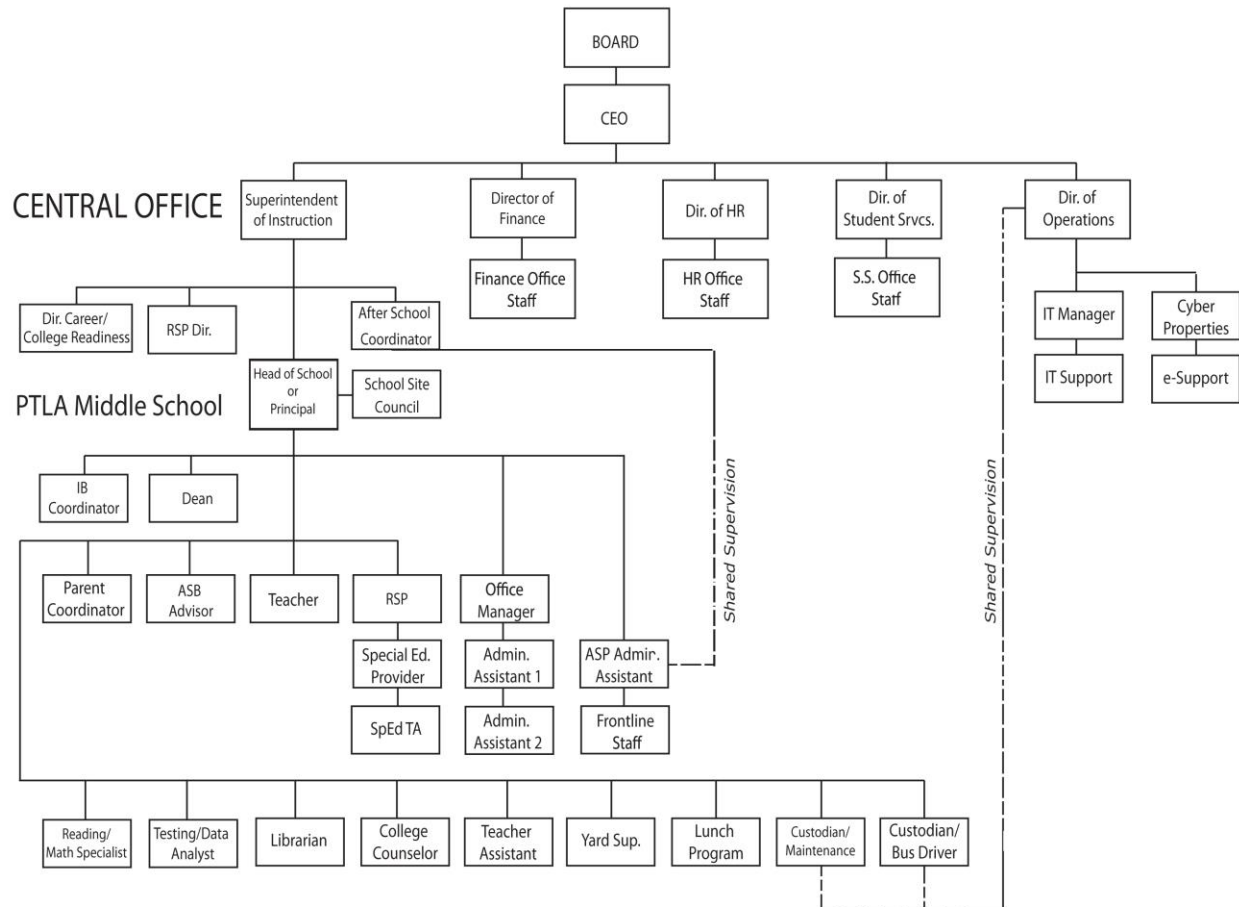 BOARD
CEO
CENTRAL OFFICE
Superintendent
of Instruction
Director of
Finance
Dir. of HR
Dir. of
Student Srvcs.
Dir. of
Operations
Finance Office
Staff
HR Office
Staff
S.S. Office
Staff
Dir. Career/
College Readiness
RSP Dir.
After School
Coordinator
IT Manager
Cyber
Properties
IT Support
e-Support
PTLA Middle School
Head of School
or
Principal
School Site
Council
IB
Coordinator
Dean
Shared Supervision
Shared Supervision
Parent
Coordinator
ASB
Advisor
Teacher
RSP
Office
Manager
Special Ed.
Provider
Admin.
Assistant 1
ASP Admin.
Assistant
SpEd TA
Admin.
Assistant 2
Frontline
Staff
Reading/
Math Specialist
Testing/Data
Analyst
Librarian
College
Counselor
Teacher
Assistant
Yard Sup.
Lunch
Program
Custodian/
Maintenance
Custodian/
Bus Driver